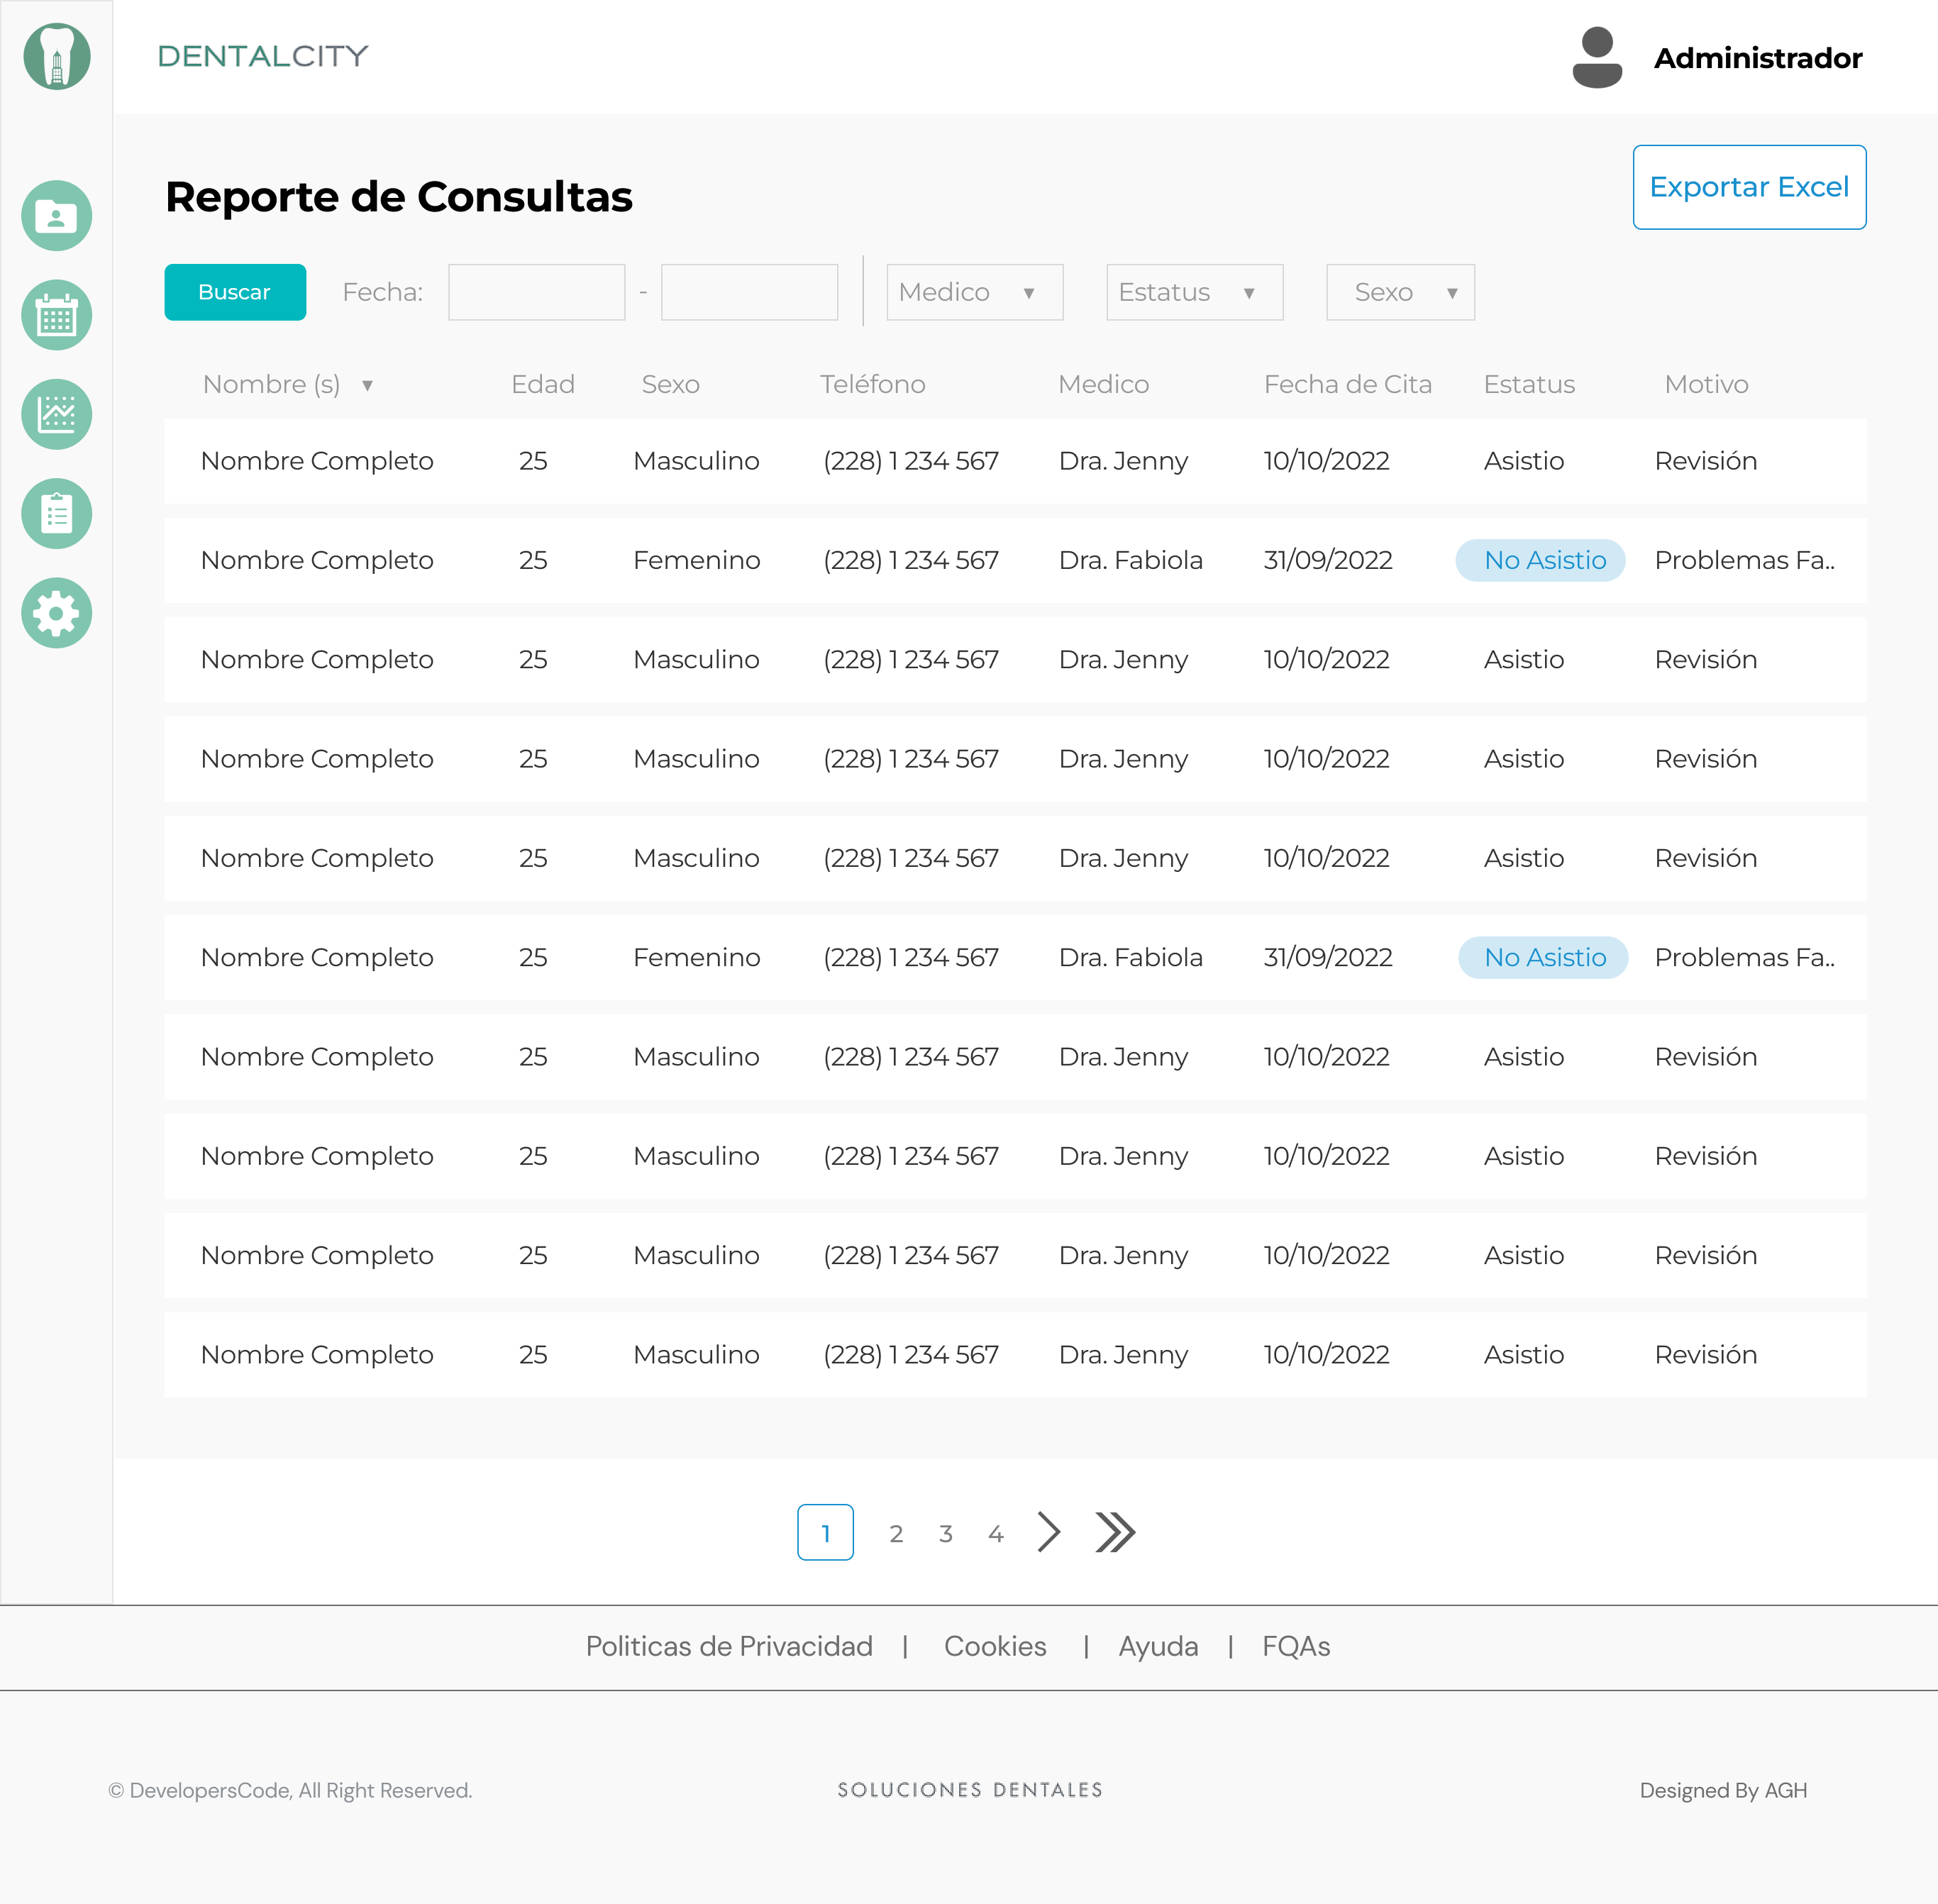 DENTALCITY
Administrador
Reporte de Consultas
Exportar Excel
Buscar Fecha: - Medico ▼ Estatus ▼ Sexo ▼
Nombre (s) ▼ Edad Sexo Teléfono Medico Fecha de Cita Estatus Motivo
Nombre Completo 25 Masculino (228) 1 234 567 Dra. Jenny 10/10/2022 Asistio Revisión
Nombre Completo 25 Femenino (228) 1 234 567 Dra. Fabiola 31/09/2022 No Asistio Problemas Fa..
Nombre Completo 25 Masculino (228) 1 234 567 Dra. Jenny 10/10/2022 Asistio Revisión
Nombre Completo 25 Masculino (228) 1 234 567 Dra. Jenny 10/10/2022 Asistio Revisión
Nombre Completo 25 Masculino (228) 1 234 567 Dra. Jenny 10/10/2022 Asistio Revisión
Nombre Completo 25 Femenino (228) 1 234 567 Dra. Fabiola 31/09/2022 No Asistio Problemas Fa..
Nombre Completo 25 Masculino (228) 1 234 567 Dra. Jenny 10/10/2022 Asistio Revisión
Nombre Completo 25 Masculino (228) 1 234 567 Dra. Jenny 10/10/2022 Asistio Revisión
Nombre Completo 25 Masculino (228) 1 234 567 Dra. Jenny 10/10/2022 Asistio Revisión
Nombre Completo 25 Masculino (228) 1 234 567 Dra. Jenny 10/10/2022 Asistio Revisión
1 2 3 4
Politicas de Privacidad | Cookies | Ayuda | FQAs
© DevelopersCode, All Right Reserved. SOLUCIONES DENTALES Designed By AGH